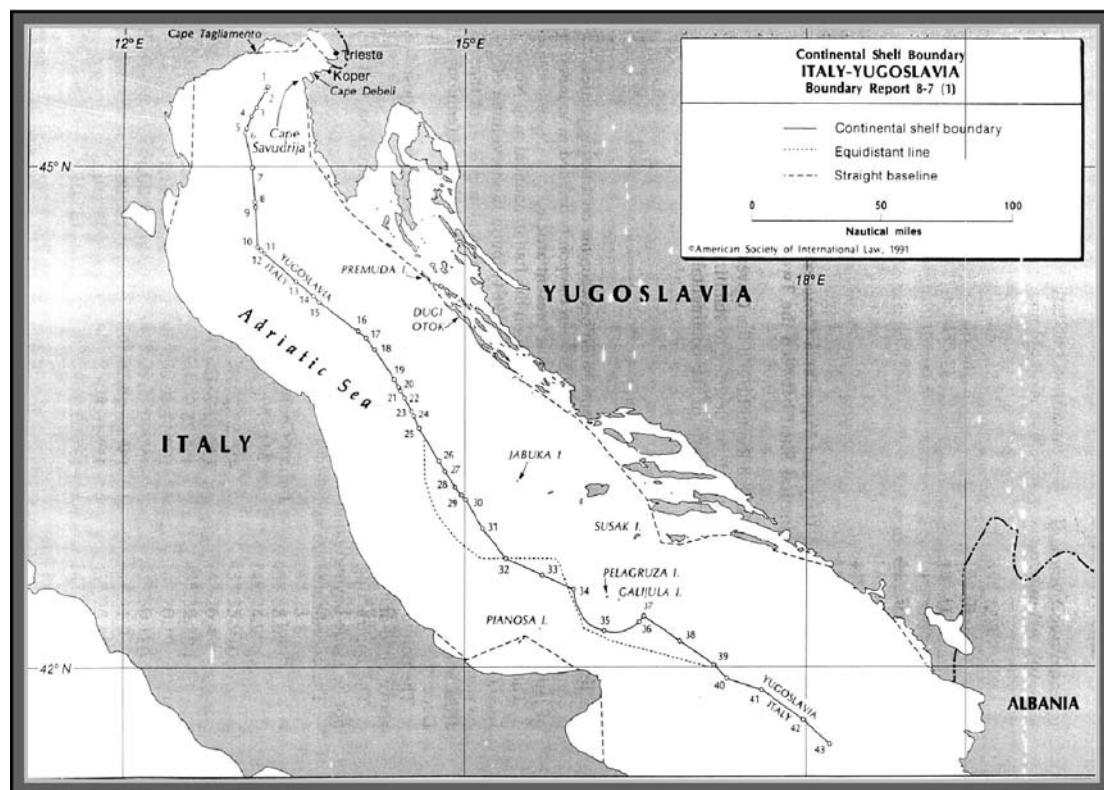 12° E
15° E
Cape Tagliamento
Trieste
Koper
Cape Debeli
Cape
Savudrija
45° N
Continental Shelf Boundary
ITALY-YUGOSLAVIA
Boundary Report 8-7 (1)
Continental shelf boundary
Equidistant line
Straight baseline
0 50 100
Nautical miles
©American Society of International Law, 1991
18° E
1
2
3
4
5
6
7
8
9
10 11
12
YUGOSLAVIA
ITALY
13
14
15
16
17
18
19
20
21 22
23 24
25
26
27
28
29 30
31
32
33
34
35
36
37
38
39
40
41
42
43
PREMUDA I.
DUGI
OTOK
YUGOSLAVIA
Adriatic Sea
ITALY
JABUKA I
SUSAK I.
PELAGRUZA I.
GALIJULA I.
PIANOSA I.
42° N
YUGOSLAVIA
ITALY
ALBANIA